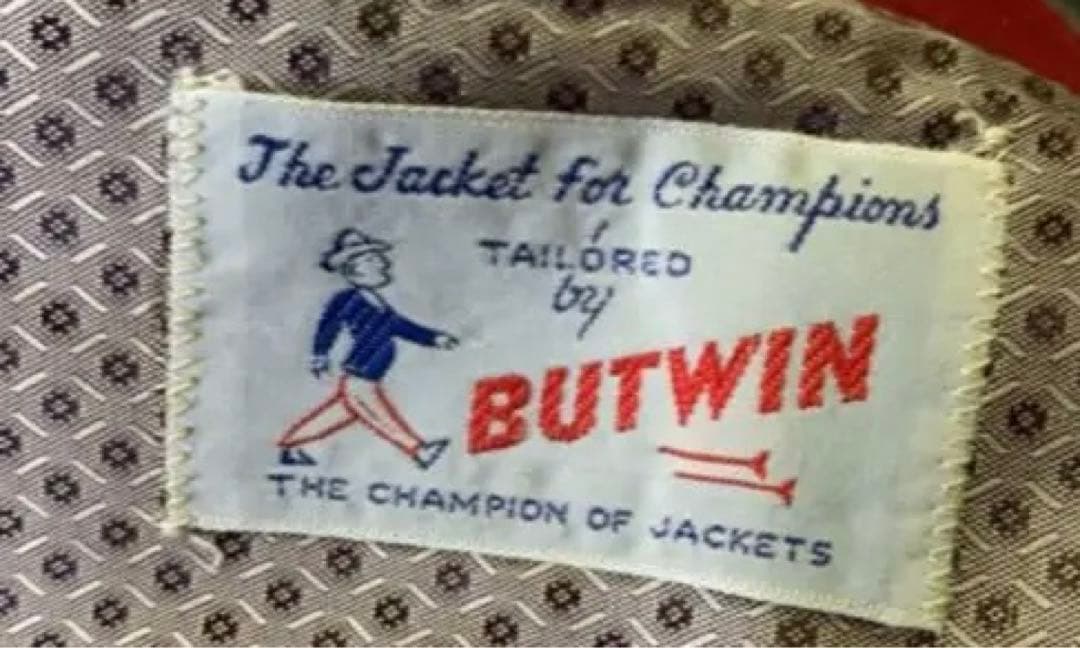 The Jacket for Champions
TAILORED
by
BUTWIN
THE CHAMPION OF JACKETS